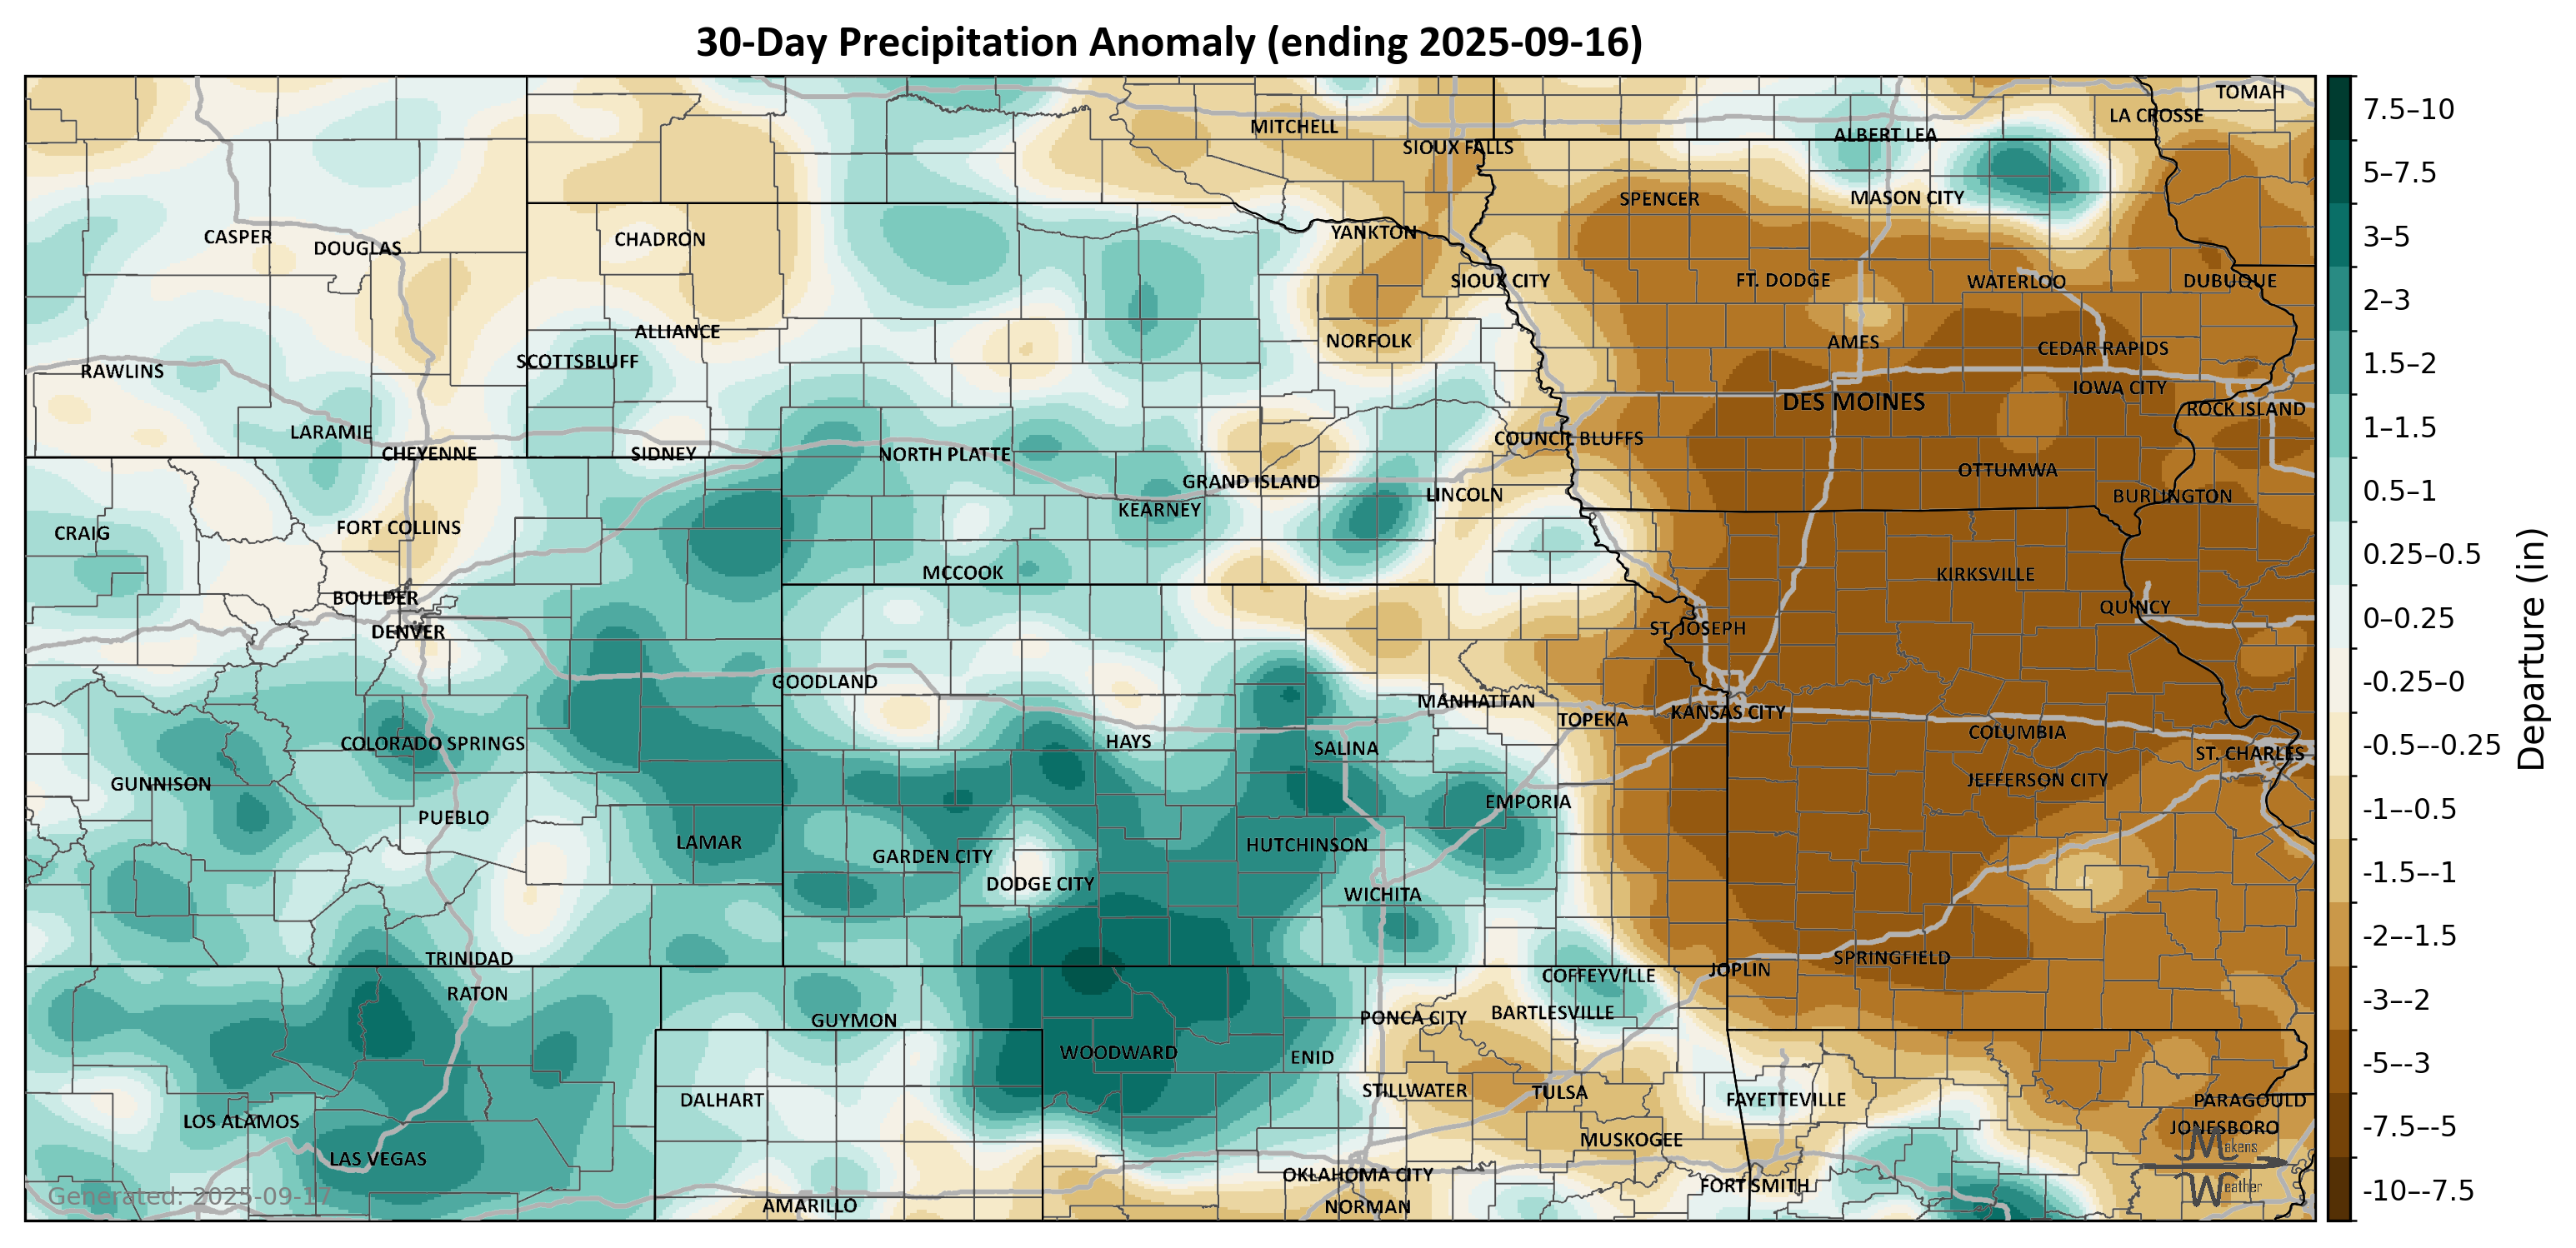 30-Day Precipitation Anomaly (ending 2025-09-16)
TOMAH
LA CROSSE
MITCHELL
ALBERT LEA
SIOUX FALLS
SPENCER
MASON CITY
CASPER
DOUGLAS
CHADRON
YANKTON
SIOUX CITY
FT. DODGE
WATERLOO
DUBUQUE
ALLIANCE
NORFOLK
AMES
CEDAR RAPIDS
SCOTTSBLUFF
RAWLINS
IOWA CITY
DES MOINES
ROCK ISLAND
LARAMIE
COUNCIL BLUFFS
CHEYENNE
SIDNEY
NORTH PLATTE
OTTUMWA
GRAND ISLAND
LINCOLN
BURLINGTON
KEARNEY
CRAIG
FORT COLLINS
MCCOOK
KIRKSVILLE
BOULDER
QUINCY
DENVER
ST. JOSEPH
GOODLAND
MANHATTAN
TOPEKA
KANSAS CITY
COLUMBIA
COLORADO SPRINGS
HAYS
SALINA
ST. CHARLES
GUNNISON
JEFFERSON CITY
EMPORIA
PUEBLO
LAMAR
GARDEN CITY
HUTCHINSON
DODGE CITY
WICHITA
TRINIDAD
SPRINGFIELD
JOPLIN
COFFEYVILLE
RATON
BARTLESVILLE
GUYMON
PONCA CITY
WOODWARD
ENID
STILLWATER
TULSA
DALHART
FAYETTEVILLE
PARAGOULD
LOS ALAMOS
JONESBORO
MUSKOGEE
LAS VEGAS
OKLAHOMA CITY
FORT SMITH
AMARILLO
NORMAN
Generated: 2025-09-17
Makens
Weather
7.5–10
5–7.5
3–5
2–3
1.5–2
1–1.5
0.5–1
0.25–0.5
0–0.25
-0.25–0
-0.5–-0.25
-1–-0.5
-1.5–-1
-2–-1.5
-3–-2
-5–-3
-7.5–-5
-10–-7.5
Departure (in)